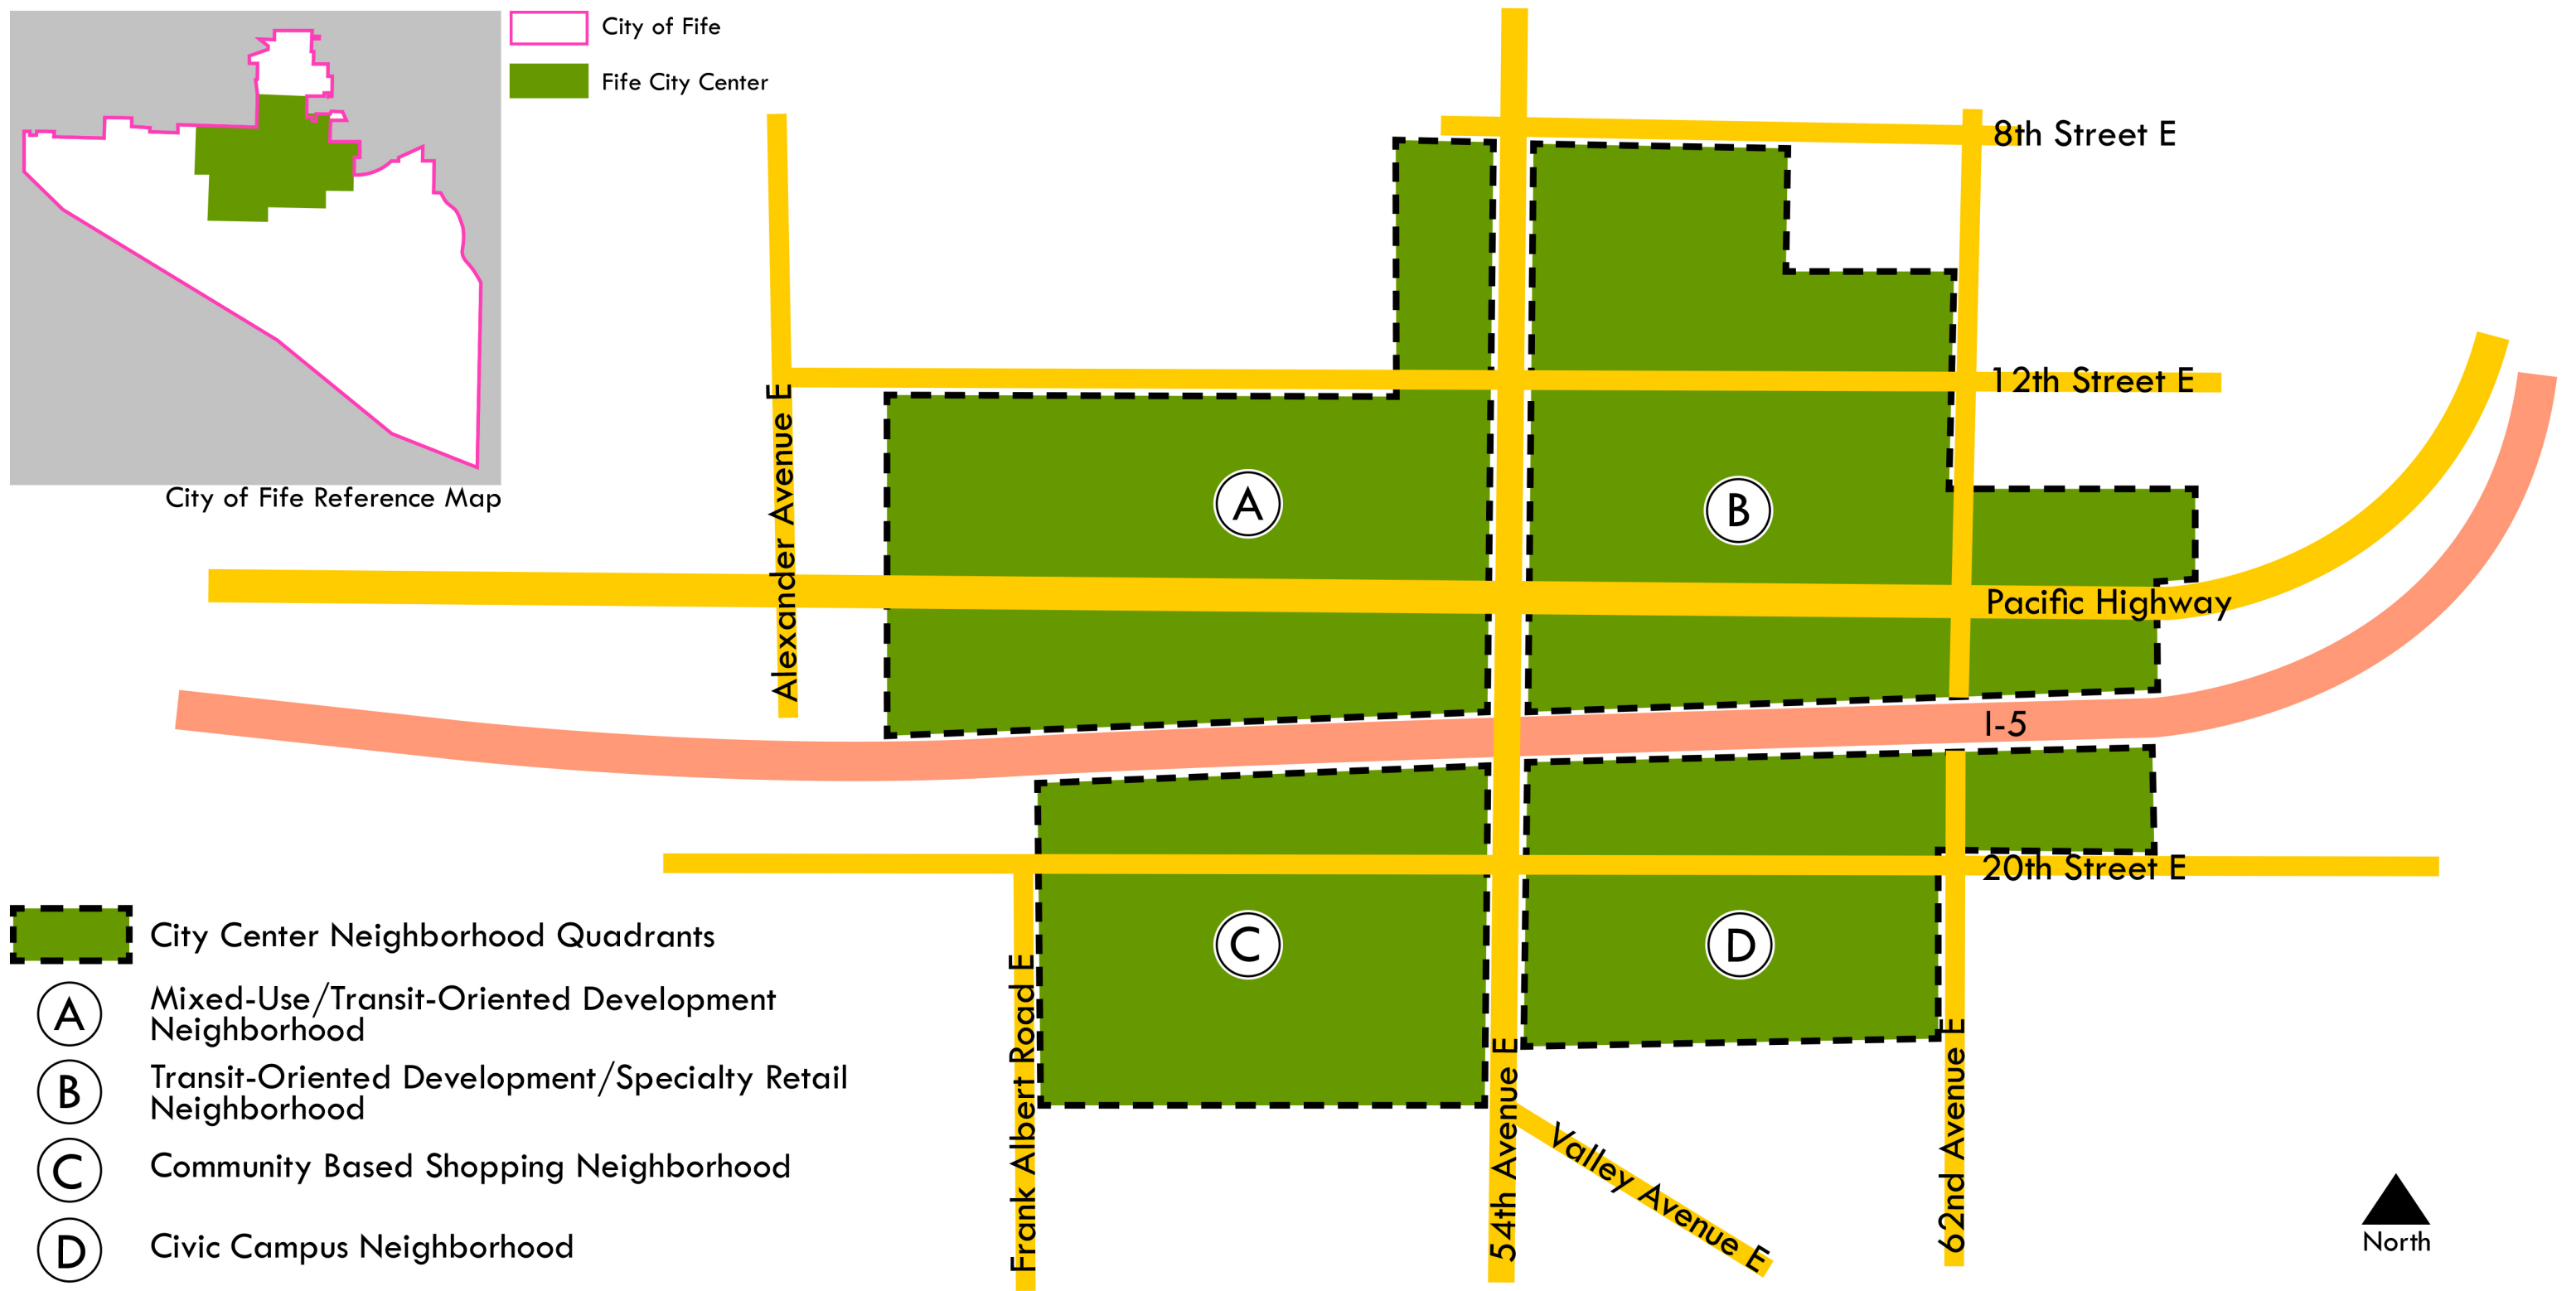 City of Fife
Fife City Center
City of Fife Reference Map
8th Street E
12th Street E
Alexander Avenue E
A
B
Pacific Highway
I-5
20th Street E
C
D
Frank Albert Road E
54th Avenue E
62nd Avenue E
Valley Avenue E
City Center Neighborhood Quadrants
A
Mixed-Use/Transit-Oriented Development
Neighborhood
B
Transit-Oriented Development/Specialty Retail
Neighborhood
C
Community Based Shopping Neighborhood
D
Civic Campus Neighborhood
North